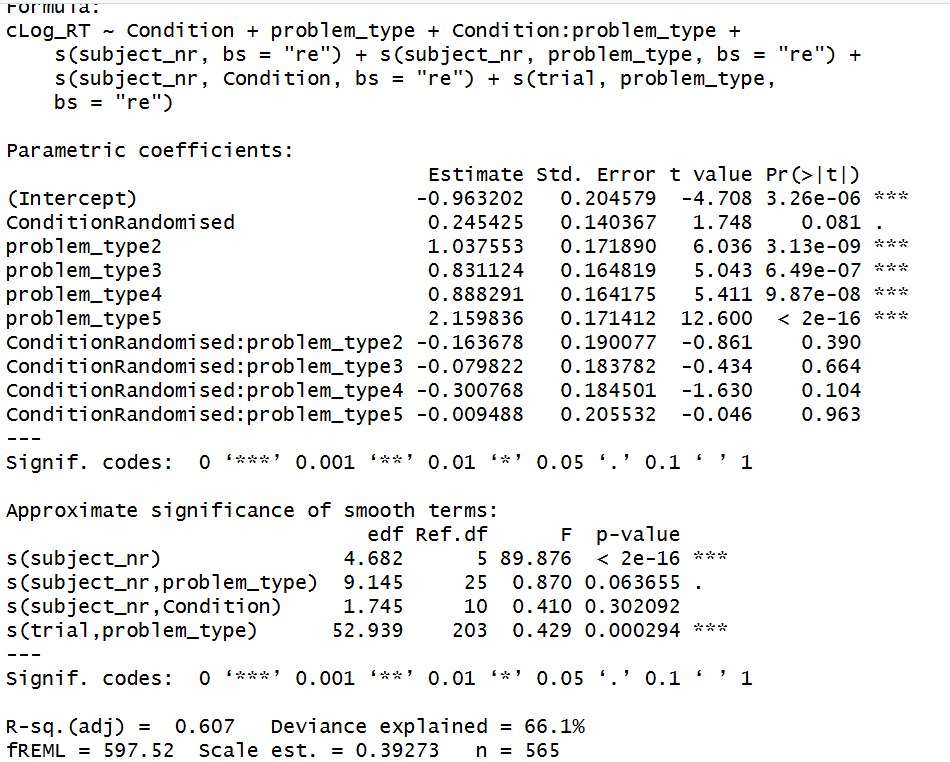 Formula:
cLog_RT ~ Condition + problem_type + Condition:problem_type +
    s(subject_nr, bs = "re") + s(subject_nr, problem_type, bs = "re") +
    s(subject_nr, Condition, bs = "re") + s(trial, problem_type,
    bs = "re")

Parametric coefficients:
                                  Estimate Std. Error t value Pr(>|t|)
(Intercept)                      -0.963202   0.204579  -4.708 3.26e-06 ***
ConditionRandomised               0.245425   0.140367   1.748    0.081 .
problem_type2                     1.037553   0.171890   6.036 3.13e-09 ***
problem_type3                     0.831124   0.164819   5.043 6.49e-07 ***
problem_type4                     0.888291   0.164175   5.411 9.87e-08 ***
problem_type5                     2.159836   0.171412  12.600  < 2e-16 ***
ConditionRandomised:problem_type2 -0.163678   0.190077  -0.861    0.390
ConditionRandomised:problem_type3 -0.079822   0.183782  -0.434    0.664
ConditionRandomised:problem_type4 -0.300768   0.184501  -1.630    0.104
ConditionRandomised:problem_type5 -0.009488   0.205532  -0.046    0.963
---
Signif. codes:  0 ‘***’ 0.001 ‘**’ 0.01 ‘*’ 0.05 ‘.’ 0.1 ‘ ’ 1

Approximate significance of smooth terms:
                              edf Ref.df      F  p-value
s(subject_nr)               4.682      5 89.876  < 2e-16 ***
s(subject_nr,problem_type)  9.145     25  0.870 0.063655 .
s(subject_nr,Condition)     1.745     10  0.410 0.302092
s(trial,problem_type)      52.939    203  0.429 0.000294 ***
---
Signif. codes:  0 ‘***’ 0.001 ‘**’ 0.01 ‘*’ 0.05 ‘.’ 0.1 ‘ ’ 1

R-sq.(adj) =  0.607   Deviance explained = 66.1%
fREML = 597.52  Scale est. = 0.39273   n = 565